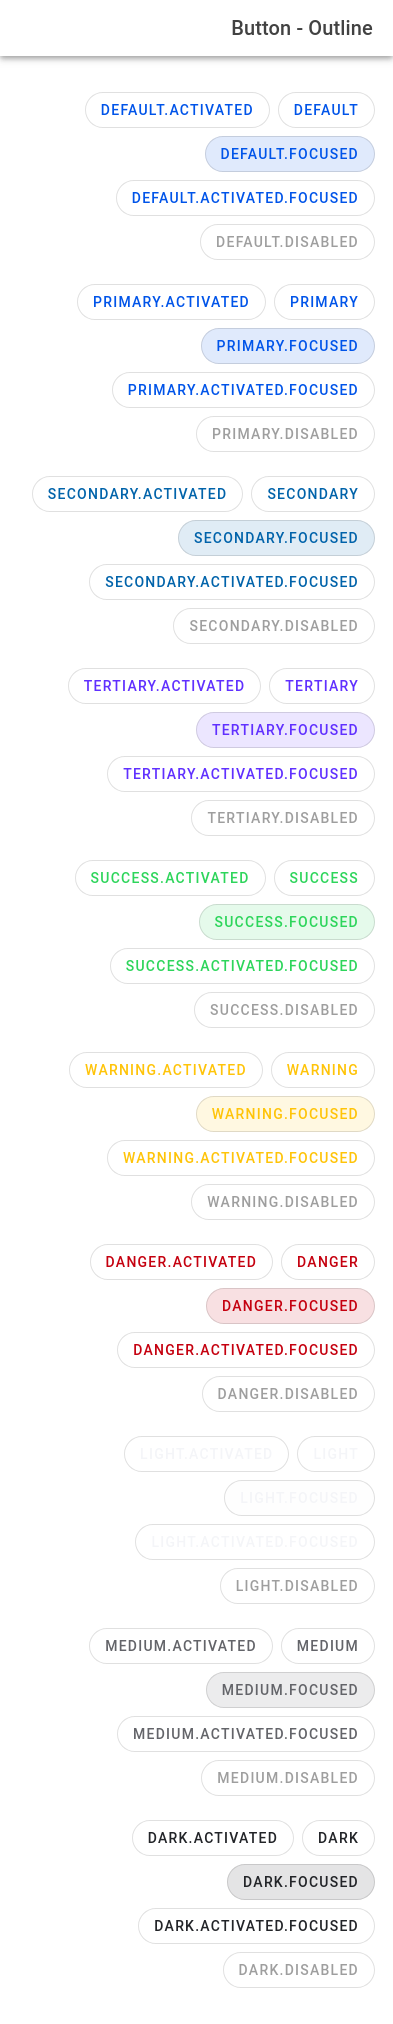 Button - Outline
DEFAULT.ACTIVATED DEFAULT
DEFAULT.FOCUSED
DEFAULT.ACTIVATED.FOCUSED
DEFAULT.DISABLED
PRIMARY.ACTIVATED PRIMARY
PRIMARY.FOCUSED
PRIMARY.ACTIVATED.FOCUSED
PRIMARY.DISABLED
SECONDARY.ACTIVATED SECONDARY
SECONDARY.FOCUSED
SECONDARY.ACTIVATED.FOCUSED
SECONDARY.DISABLED
TERTIARY.ACTIVATED TERTIARY
TERTIARY.FOCUSED
TERTIARY.ACTIVATED.FOCUSED
TERTIARY.DISABLED
SUCCESS.ACTIVATED SUCCESS
SUCCESS.FOCUSED
SUCCESS.ACTIVATED.FOCUSED
SUCCESS.DISABLED
WARNING.ACTIVATED WARNING
WARNING.FOCUSED
WARNING.ACTIVATED.FOCUSED
WARNING.DISABLED
DANGER.ACTIVATED DANGER
DANGER.FOCUSED
DANGER.ACTIVATED.FOCUSED
DANGER.DISABLED
LIGHT.ACTIVATED LIGHT
LIGHT.FOCUSED
LIGHT.ACTIVATED.FOCUSED
LIGHT.DISABLED
MEDIUM.ACTIVATED MEDIUM
MEDIUM.FOCUSED
MEDIUM.ACTIVATED.FOCUSED
MEDIUM.DISABLED
DARK.ACTIVATED DARK
DARK.FOCUSED
DARK.ACTIVATED.FOCUSED
DARK.DISABLED